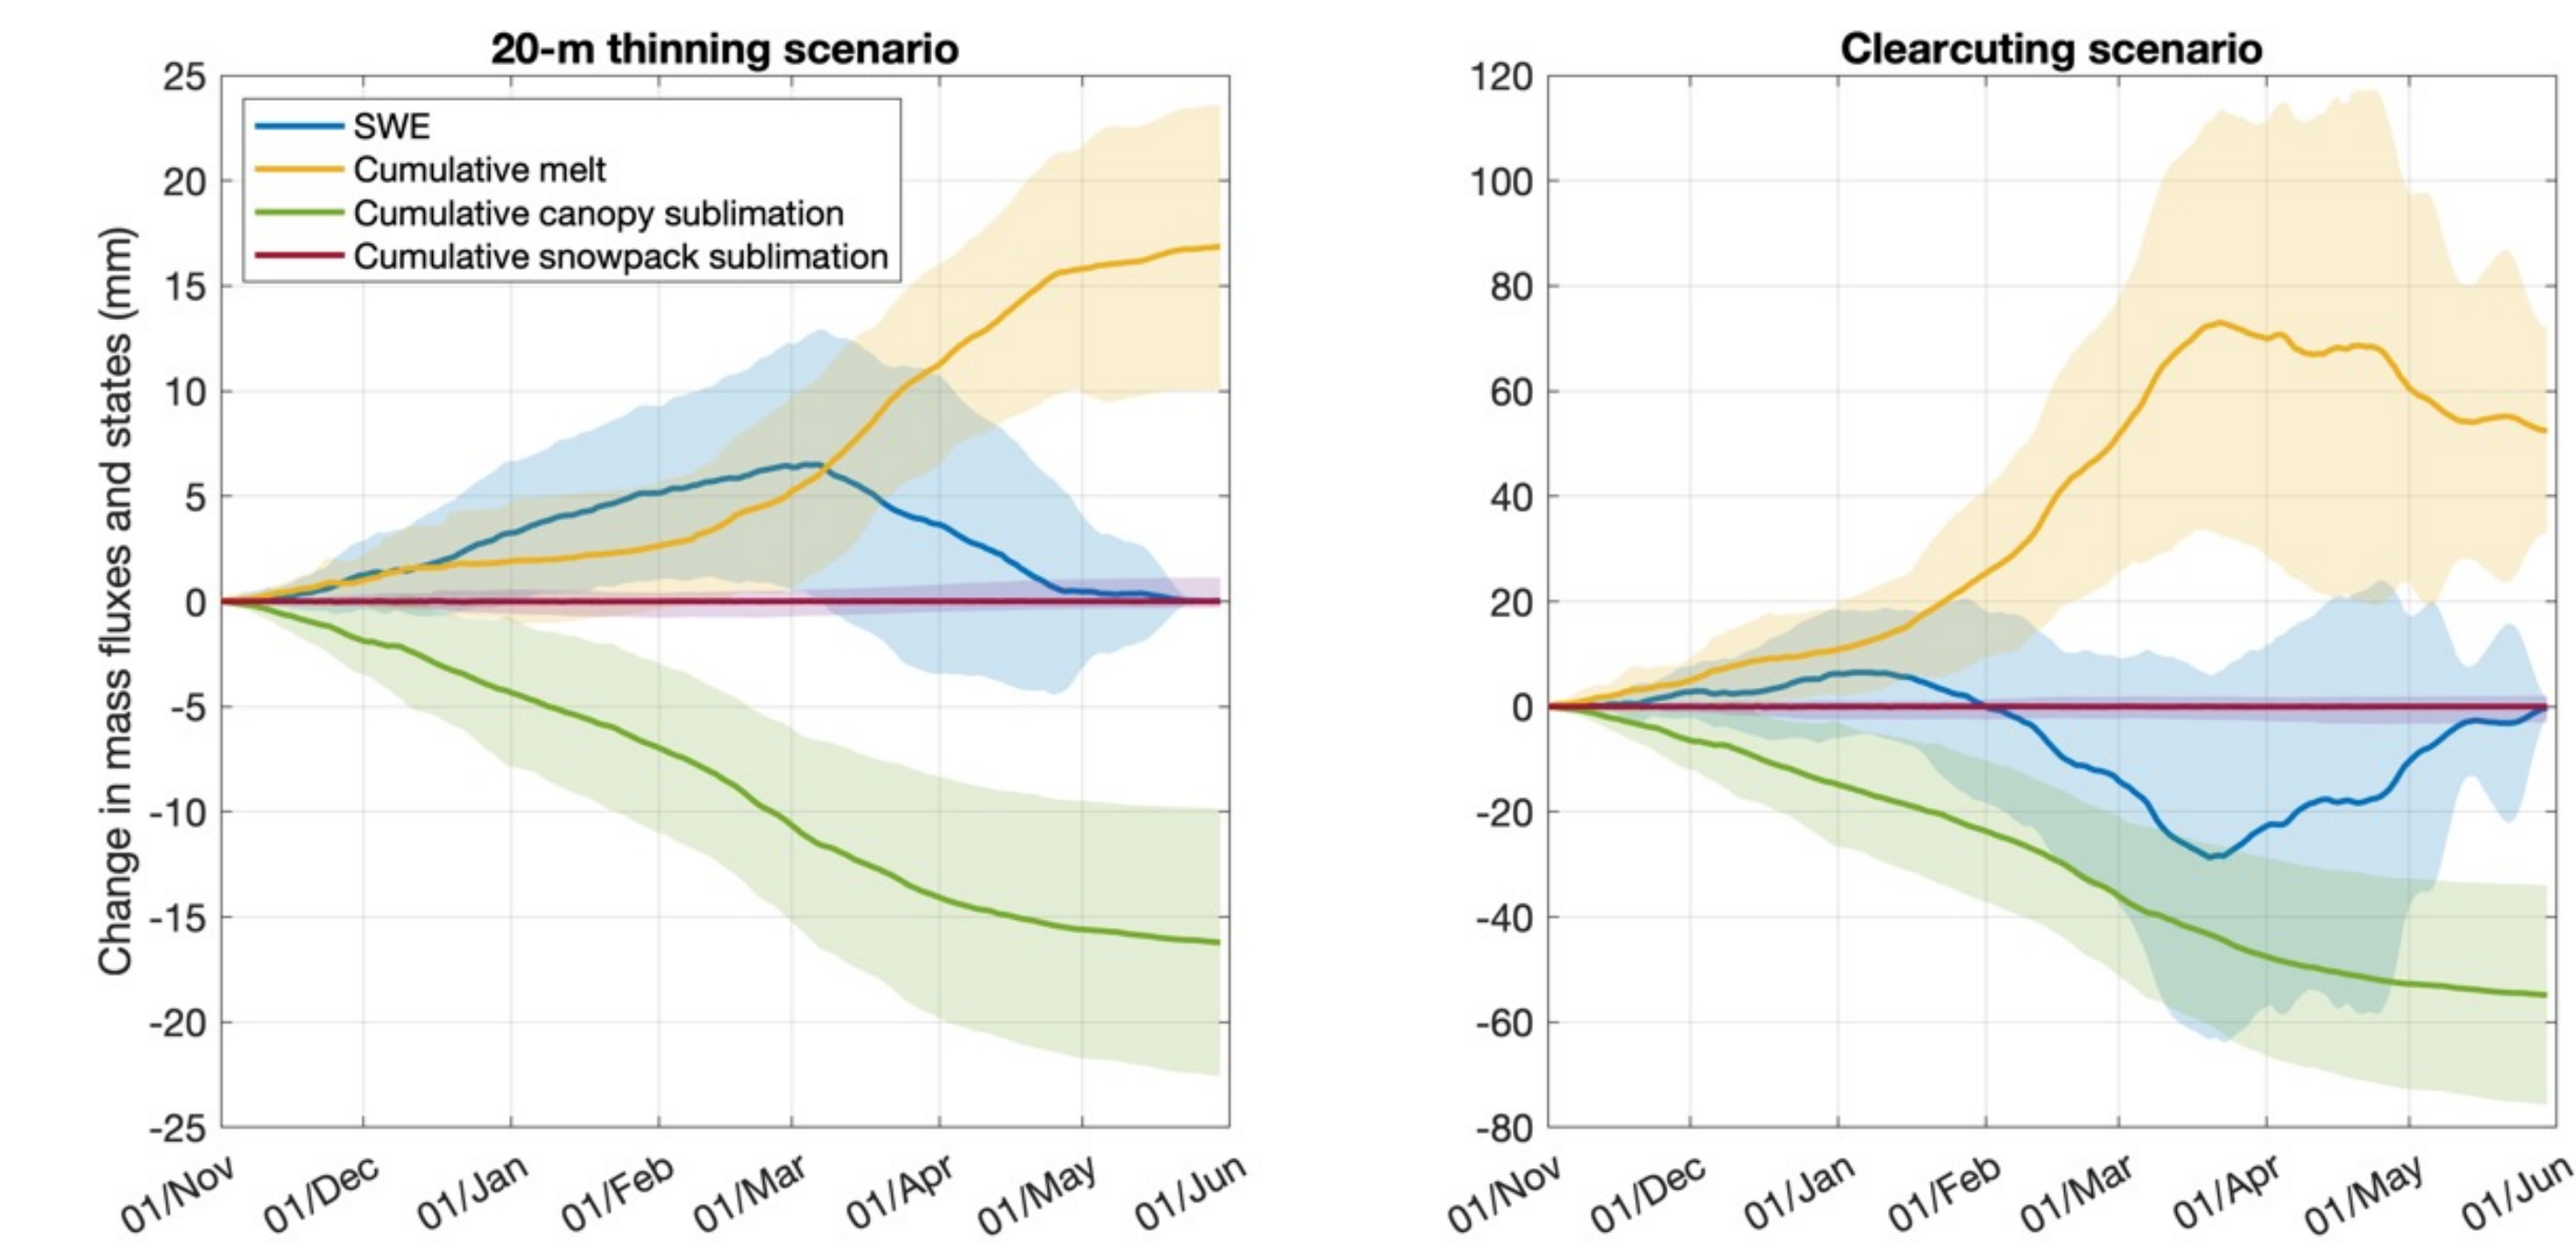 20-m thinning scenario
Change in mass fluxes and states (mm)
25
20
15
10
5
0
-5
-10
-15
-20
-25
SWE
Cumulative melt
Cumulative canopy sublimation
Cumulative snowpack sublimation
01/Nov
01/Dec
01/Jan
01/Feb
01/Mar
01/Apr
01/May
01/Jun
Clearcuting scenario
120
100
80
60
40
20
0
-20
-40
-60
-80
01/Nov
01/Dec
01/Jan
01/Feb
01/Mar
01/Apr
01/May
01/Jun